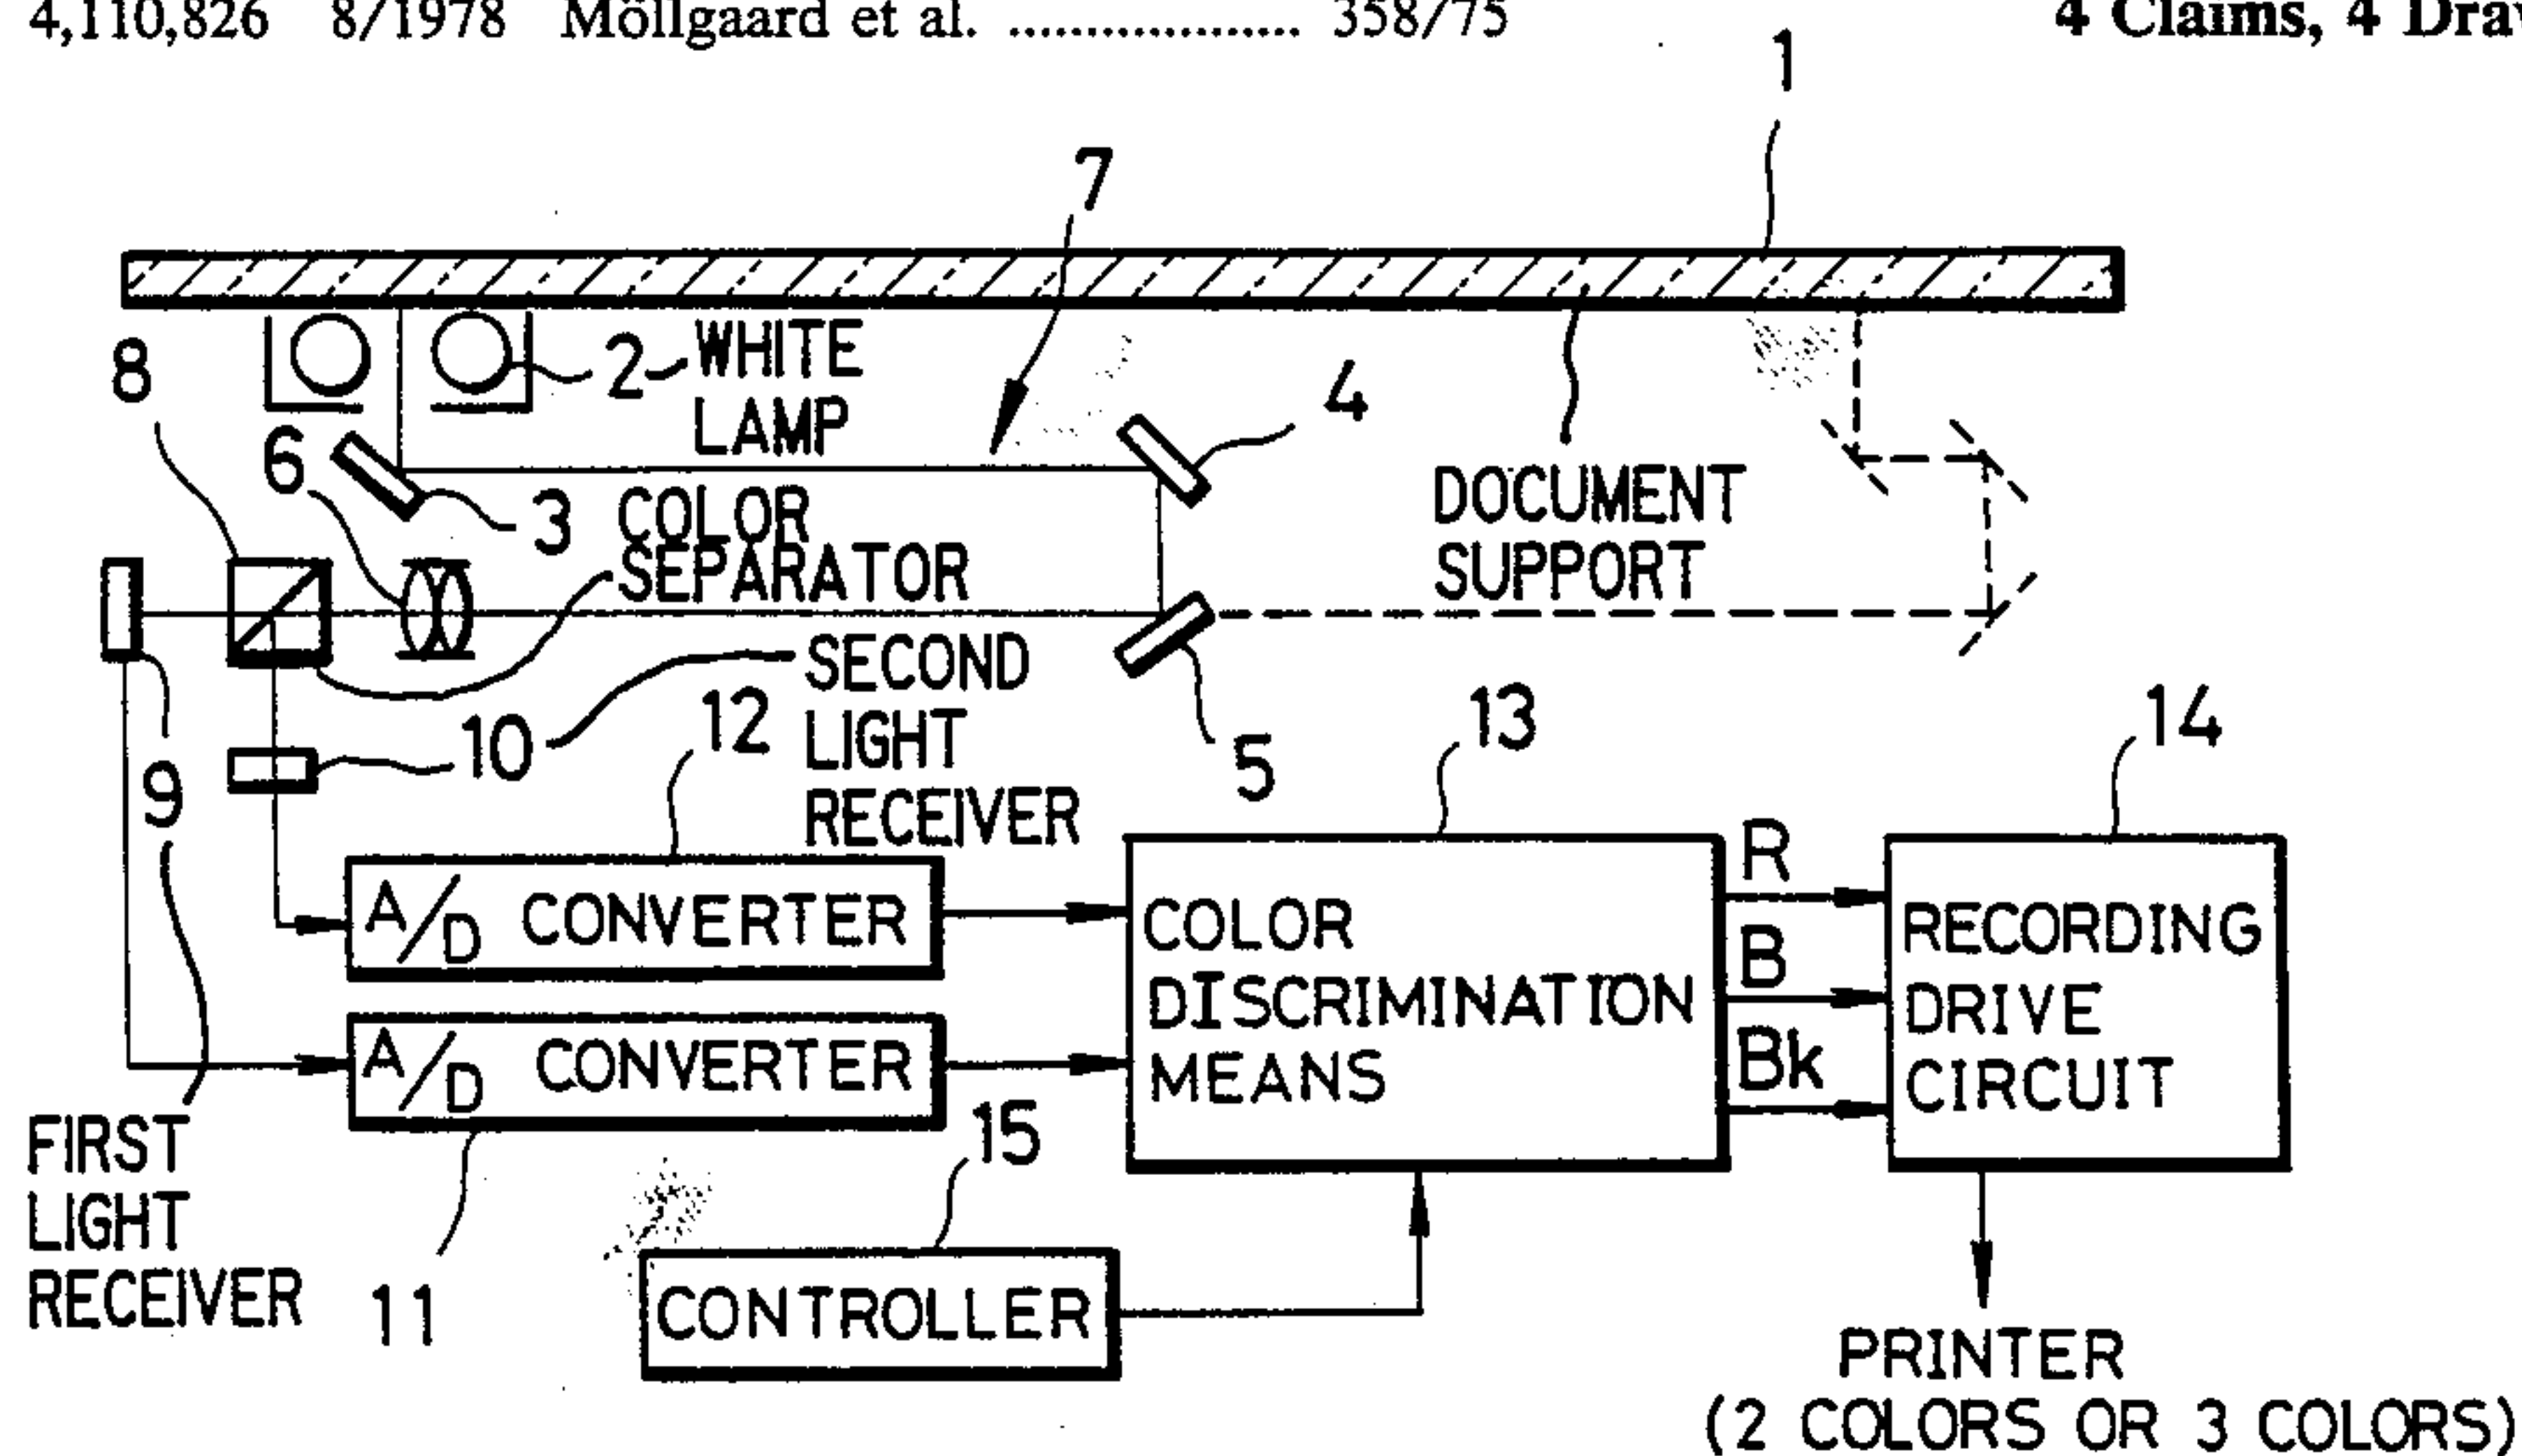 4,110,826 8/1978 Möllgaard et al. .................. 358/75
4 Claims, 4
1
7
8
2
WHITE
LAMP
4
6
3
COLOR
SEPARATOR
DOCUMENT
SUPPORT
SECOND
LIGHT
RECEIVER
9
10
12
5
13
14
A/D CONVERTER
A/D CONVERTER
COLOR
DISCRIMINATION
MEANS
R
B
Bk
RECORDING
DRIVE
CIRCUIT
FIRST
LIGHT
RECEIVER
11
15
CONTROLLER
PRINTER
(2 COLORS OR 3 COLORS)